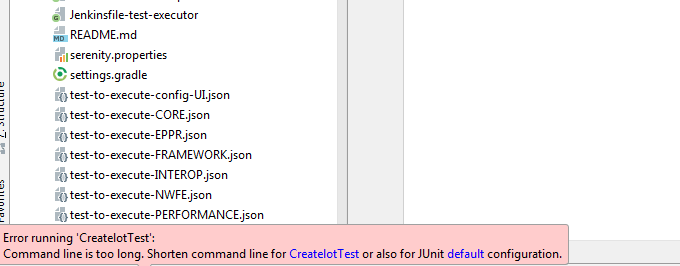 Jenkinsfile-test-executor
README.md
serenity.properties
settings.gradle
test-to-execute-config-UI.json
test-to-execute-CORE.json
test-to-execute-EPPR.json
test-to-execute-FRAMEWORK.json
test-to-execute-INTEROP.json
test-to-execute-NWFE.json
test-to-execute-PERFORMANCE.json
Z: Structure
Favorites
Error running 'CreateIotTest':
Command line is too long. Shorten command line for CreateIotTest or also for JUnit default configuration.